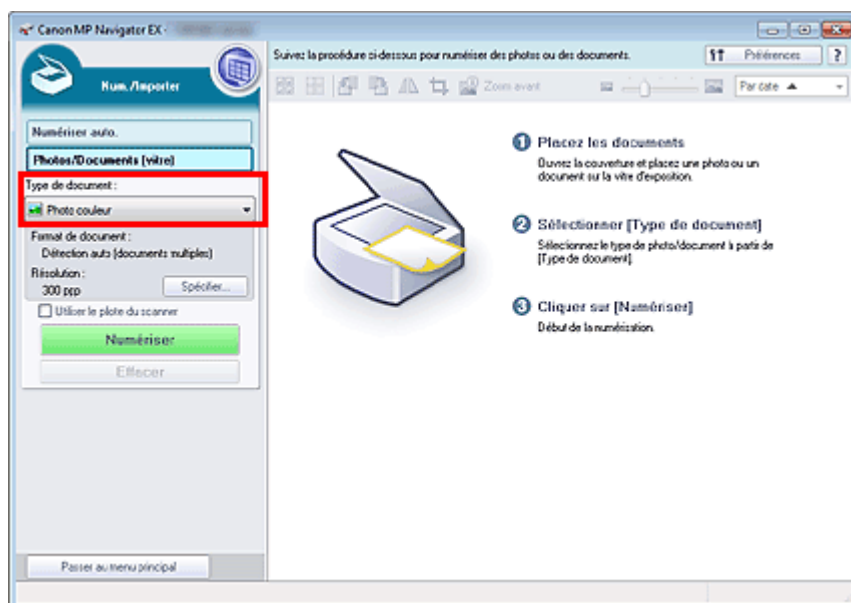 Canon MP Navigator EX -
Num./Importer
Suivez la procédure ci-dessous pour numériser des photos ou des documents.
Préférences
?
Zoom avant
Par date
Numériser auto.
Photos/Documents (vitre)
Type de document :
Photo couleur
Format de document :
Détection auto (documents multiples)
Résolution :
300 ppp
Spécifier...
Utiliser le pilote du scanner
Numériser
Effacer
1 Placez les documents
Ouvrez la couverture et placez une photo ou un
document sur la vitre d'exposition.
2 Sélectionner [Type de document]
Sélectionnez le type de photo/document à partir de
[Type de document].
3 Cliquer sur [Numériser]
Début de la numérisation.
Passer au menu principal